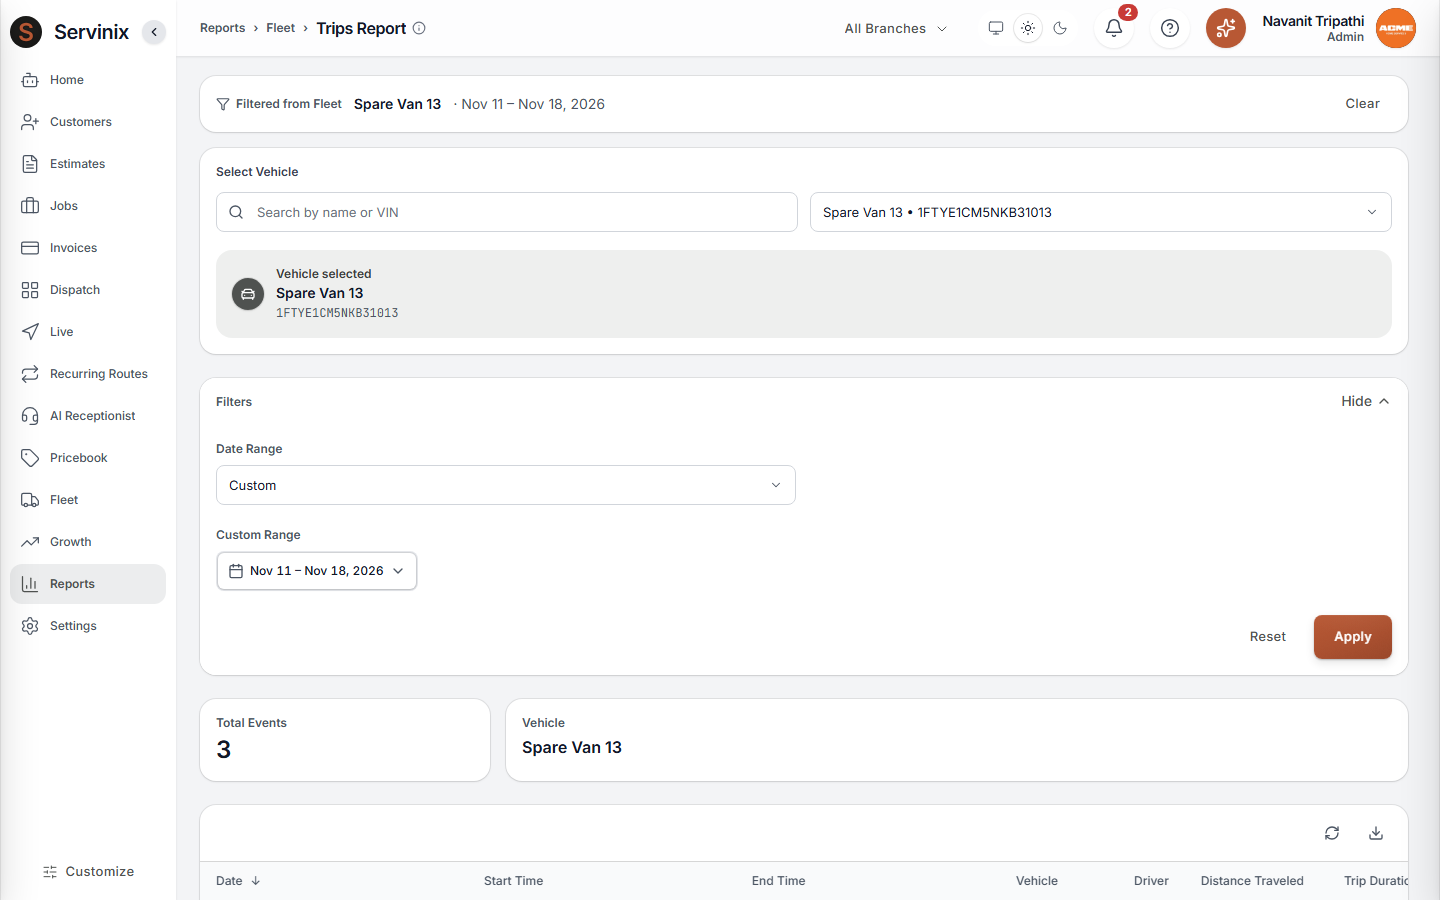 S Servinix
Home
Customers
Estimates
Jobs
Invoices
Dispatch
Live
Recurring Routes
AI Receptionist
Pricebook
Fleet
Growth
Reports
Settings
Customize
Reports › Fleet › Trips Report
All Branches
2
Navanit Tripathi
Admin
ACME
Filtered from Fleet Spare Van 13 · Nov 11 – Nov 18, 2026
Clear
Select Vehicle
Search by name or VIN
Spare Van 13 • 1FTYE1CM5NKB31013
Vehicle selected
Spare Van 13
1FTYE1CM5NKB31013
Filters
Hide
Date Range
Custom
Custom Range
Nov 11 – Nov 18, 2026
Reset
Apply
Total Events
3
Vehicle
Spare Van 13
Date Start Time End Time Vehicle Driver Distance Traveled Trip Duratic